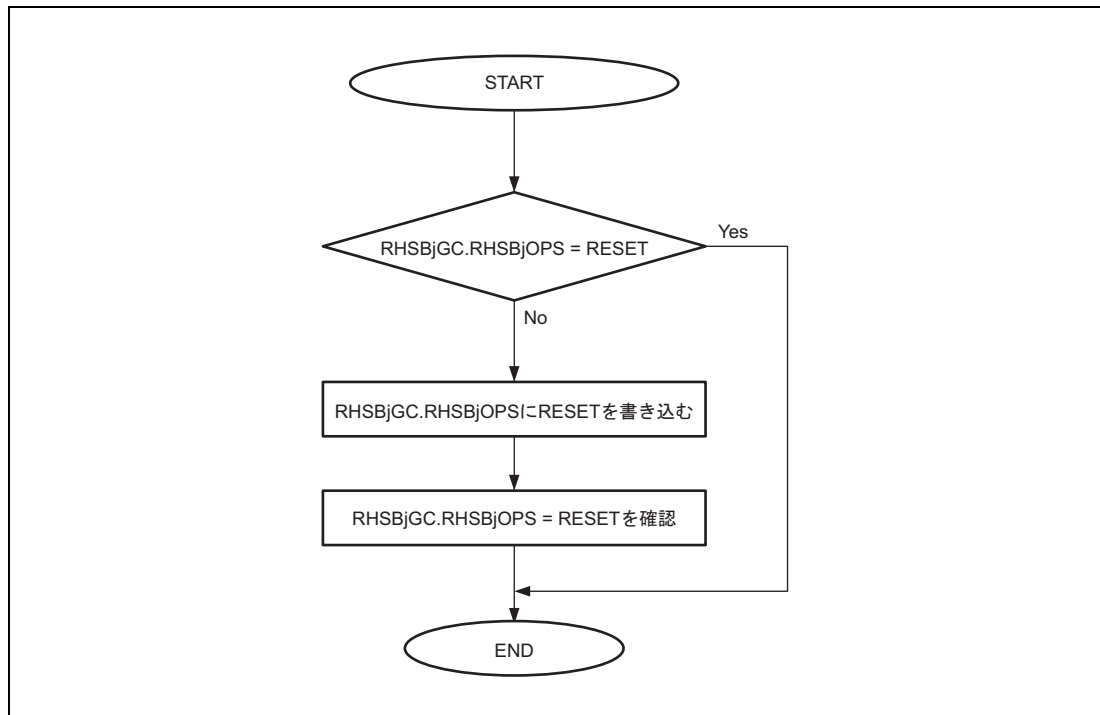 START
RHSBjGC.RHSBjOPS = RESET
Yes
No
RHSBjGC.RHSBjOPSにRESETを書き込む
RHSBjGC.RHSBjOPS = RESETを確認
END